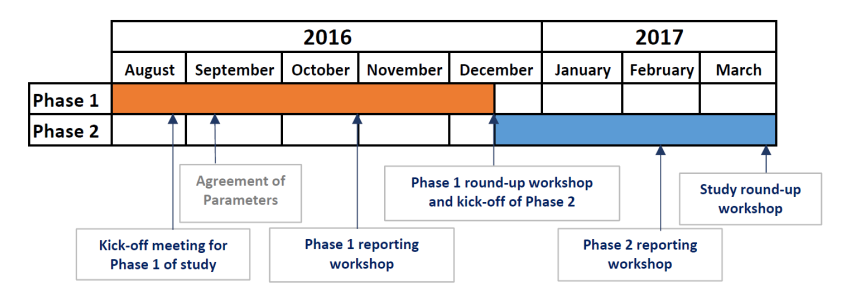 2016 2017
August September October November December January February March
Phase 1
Phase 2
Agreement of
Parameters
Phase 1 round-up workshop
and kick-off of Phase 2
Study round-up
workshop
Kick-off meeting for
Phase 1 of study
Phase 1 reporting
workshop
Phase 2 reporting
workshop